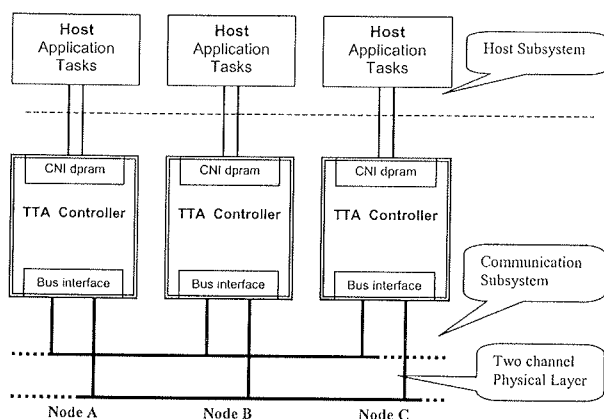 Host
Application
Tasks
Host
Application
Tasks
Host
Application
Tasks
Host Subsystem
CNI dpram
CNI dpram
CNI dpram
TTA Controller
TTA Controller
TTA Controller
Communication
Subsystem
Bus interface
Bus interface
Bus interface
Two channel
Physical Layer
Node A
Node B
Node C